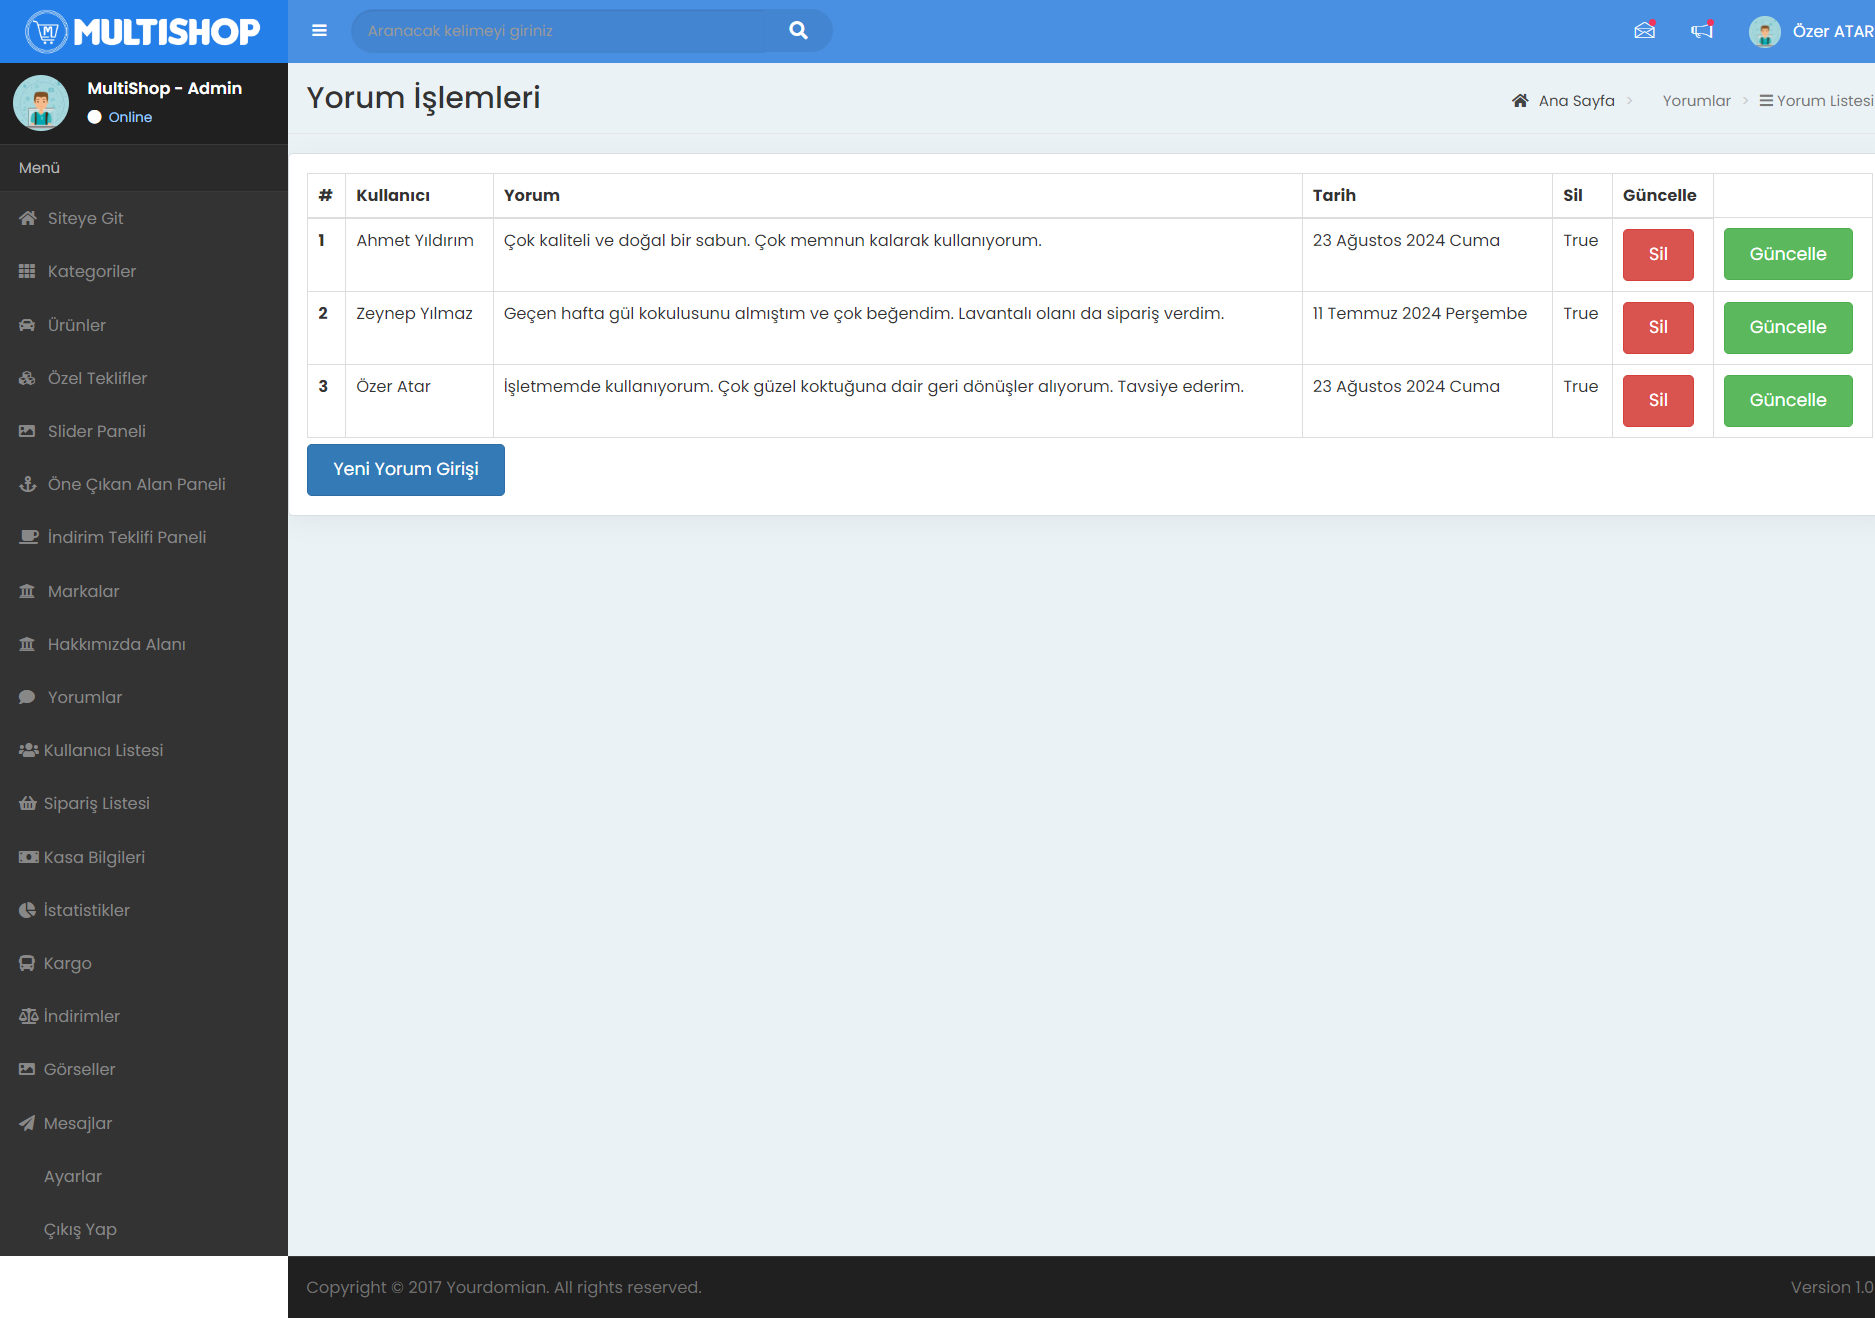 MULTISHOP
Aranacak kelimeyi giriniz
Özer ATAR
MultiShop - Admin
Online
Menü
Siteye Git
Kategoriler
Ürünler
Özel Teklifler
Slider Paneli
Öne Çıkan Alan Paneli
İndirim Teklifi Paneli
Markalar
Hakkımızda Alanı
Yorumlar
Kullanıcı Listesi
Sipariş Listesi
Kasa Bilgileri
İstatistikler
Kargo
İndirimler
Görseller
Mesajlar
Ayarlar
Çıkış Yap
Yorum İşlemleri
Ana Sayfa > Yorumlar > Yorum Listesi
# Kullanıcı Yorum Tarih Sil Güncelle
1 Ahmet Yıldırım Çok kaliteli ve doğal bir sabun. Çok memnun kalarak kullanıyorum. 23 Ağustos 2024 Cuma True Sil Güncelle
2 Zeynep Yılmaz Geçen hafta gül kokulusunu almıştım ve çok beğendim. Lavantalı olanı da sipariş verdim. 11 Temmuz 2024 Perşembe True Sil Güncelle
3 Özer Atar İşletmemde kullanıyorum. Çok güzel koktuğuna dair geri dönüşler alıyorum. Tavsiye ederim. 23 Ağustos 2024 Cuma True Sil Güncelle
Yeni Yorum Girişi
Copyright © 2017 Yourdomian. All rights reserved. Version 1.0